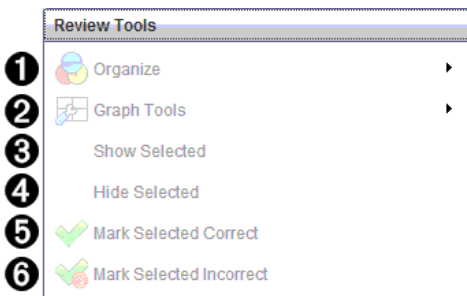 Review Tools
1 Organize
2 Graph Tools
3 Show Selected
4 Hide Selected
5 Mark Selected Correct
6 Mark Selected Incorrect